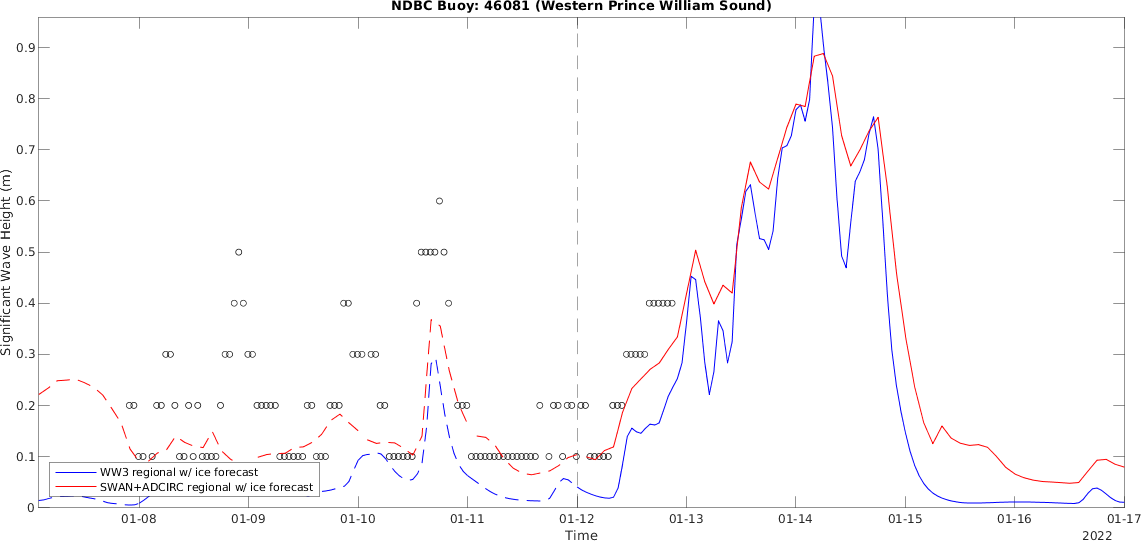 NDBC Buoy: 46081 (Western Prince William Sound)
Significant Wave Height (m)
0.9
0.8
0.7
0.6
0.5
0.4
0.3
0.2
0.1
0
WW3 regional w/ ice forecast
SWAN+ADCIRC regional w/ ice forecast
01-08 01-09 01-10 01-11 01-12 01-13 01-14 01-15 01-16 01-17
Time
2022